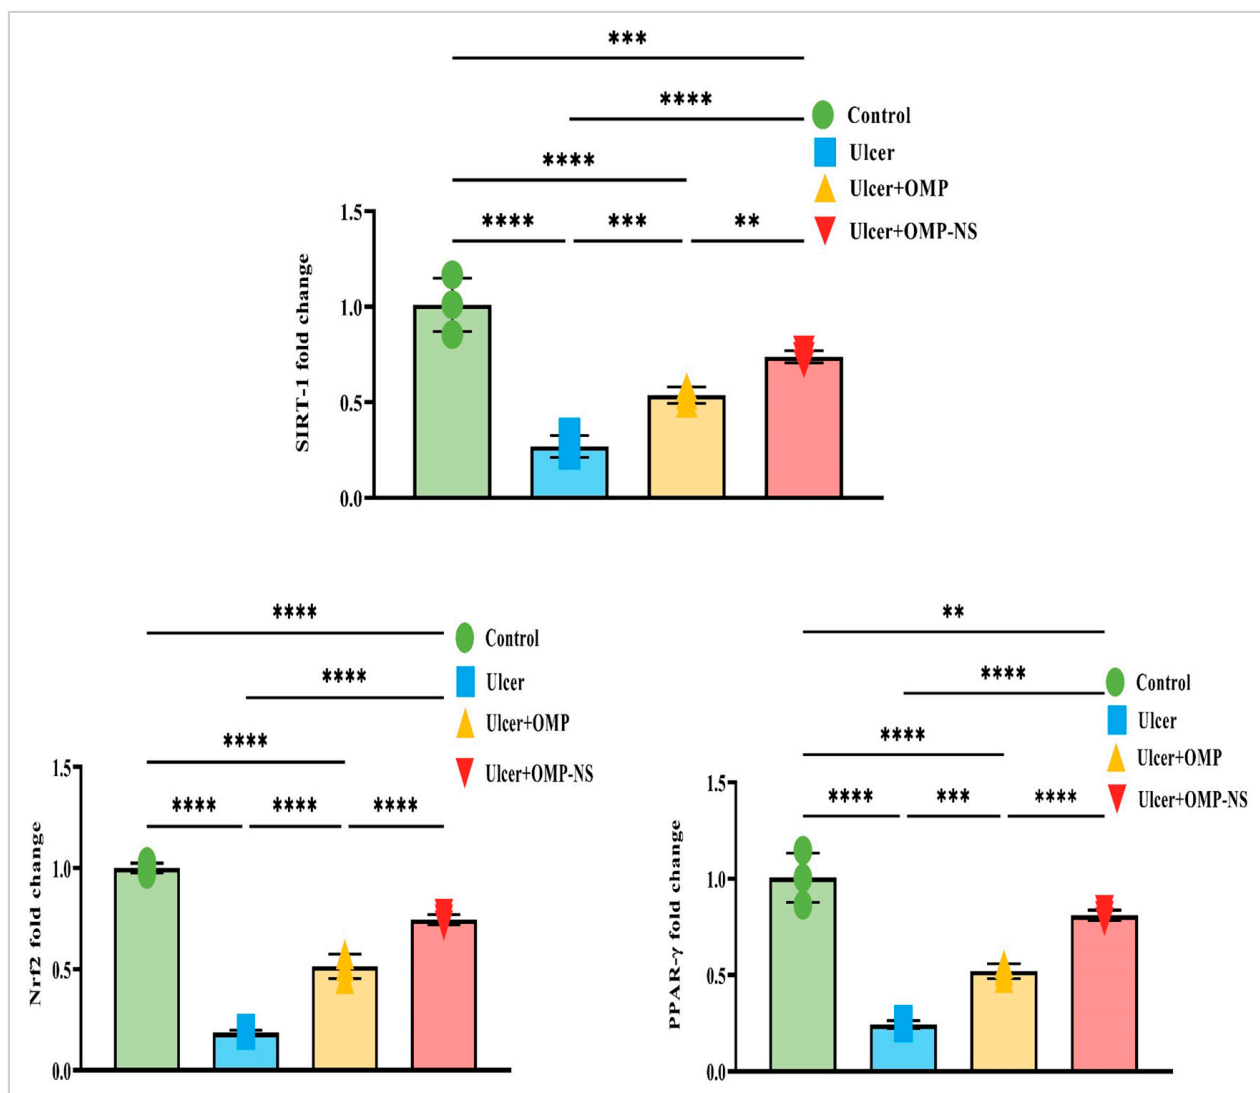 ***
****
Control
****
Ulcer
Ulcer+OMP
1.5
**** *** **
Ulcer+OMP-NS
SIRT-1 fold change
1.0
0.5
0.0
****
Control
****
Ulcer
Ulcer+OMP
****
Ulcer+OMP-NS
1.5
**** **** ****
Nrf2 fold change
1.0
0.5
0.0
**
****
Control
Ulcer
****
Ulcer+OMP
1.5
**** *** ****
Ulcer+OMP-NS
PPAR-γ fold change
1.0
0.5
0.0